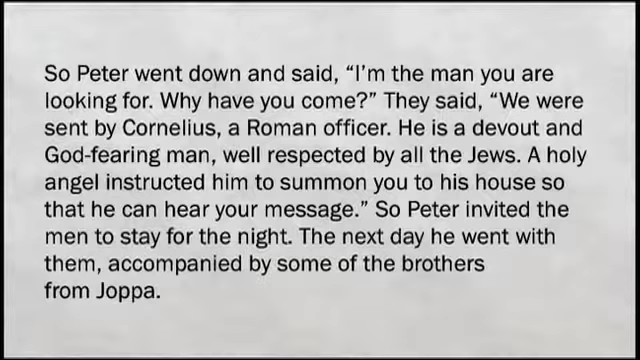 So Peter went down and said, “I’m the man you are
looking for. Why have you come?” They said, “We were
sent by Cornelius, a Roman officer. He is a devout and
God-fearing man, well respected by all the Jews. A holy
angel instructed him to summon you to his house so
that he can hear your message.” So Peter invited the
men to stay for the night. The next day he went with
them, accompanied by some of the brothers
from Joppa.